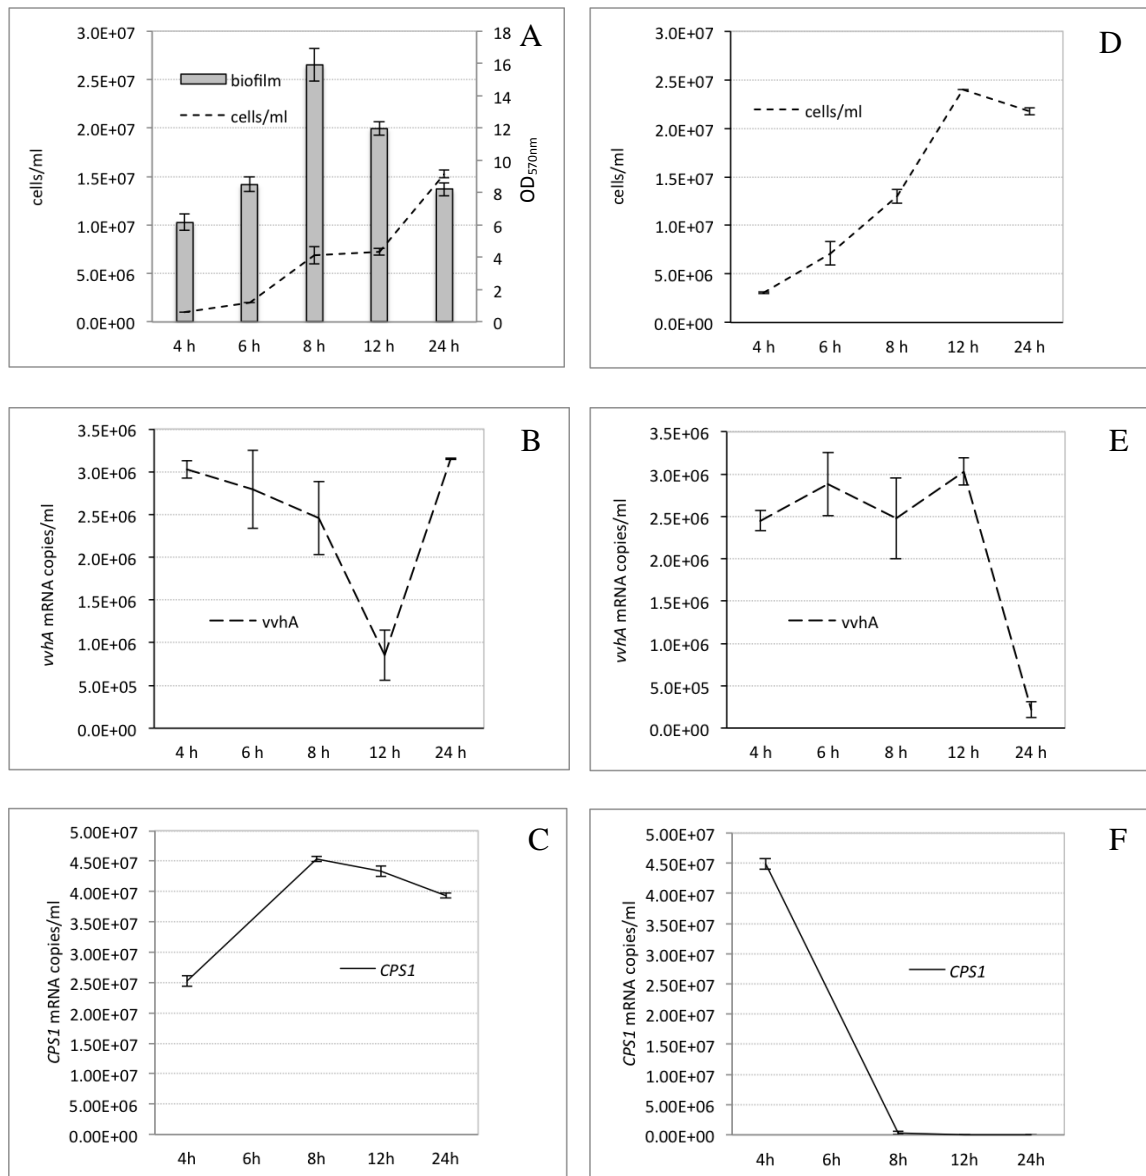 A
3.0E+07
2.5E+07
2.0E+07
1.5E+07
1.0E+07
5.0E+06
0.0E+00
cells/ml
biofilm
cells/ml
18
16
14
12
10
8
6
4
2
0
OD570nm
4 h 6 h 8 h 12 h 24 h
D
3.0E+07
2.5E+07
2.0E+07
1.5E+07
1.0E+07
5.0E+06
0.0E+00
cells/ml
cells/ml
4 h 6 h 8 h 12 h 24 h
B
3.5E+06
3.0E+06
2.5E+06
2.0E+06
1.5E+06
1.0E+06
5.0E+05
0.0E+00
vvhA mRNA copies/ml
vvhA
4 h 6 h 8 h 12 h 24 h
E
3.5E+06
3.0E+06
2.5E+06
2.0E+06
1.5E+06
1.0E+06
5.0E+05
0.0E+00
vvhA mRNA copies/ml
vvhA
4 h 6 h 8 h 12 h 24 h
C
5.00E+07
4.50E+07
4.00E+07
3.50E+07
3.00E+07
2.50E+07
2.00E+07
1.50E+07
1.00E+07
5.00E+06
0.00E+00
CPS1 mRNA copies/ml
CPS1
4h 6h 8h 12h 24h
F
5.00E+07
4.50E+07
4.00E+07
3.50E+07
3.00E+07
2.50E+07
2.00E+07
1.50E+07
1.00E+07
5.00E+06
0.00E+00
CPS1 mRNA copies/ml
CPS1
4h 6h 8h 12h 24h